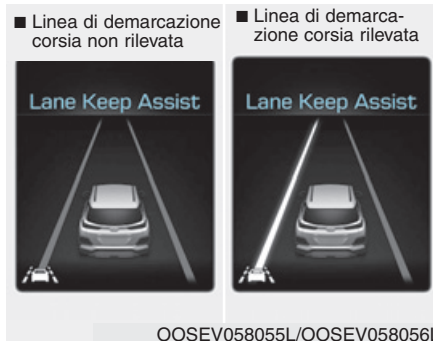 ■ Linea di demarcazione
corsia non rilevata
■ Linea di demarca-
zione corsia rilevata
Lane Keep Assist
Lane Keep Assist
OOSEV058055L/OOSEV058056L